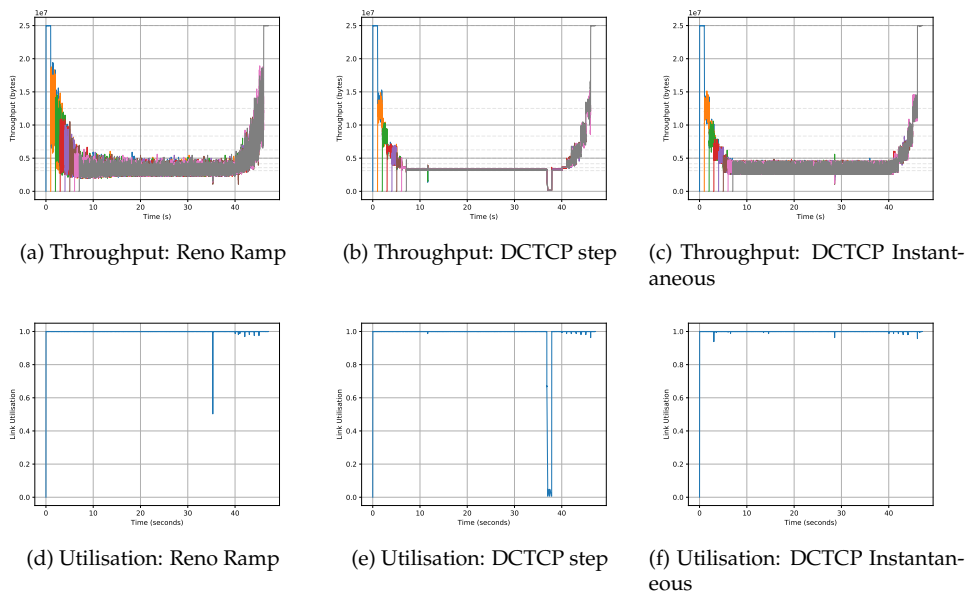 1e7
1e7
1e7
2.5
2.0
1.5
1.0
0.5
0.0
Throughput (bytes)
0 10 20 30 40
Time (s)
2.5
2.0
1.5
1.0
0.5
0.0
Throughput (bytes)
0 10 20 30 40
Time (s)
2.5
2.0
1.5
1.0
0.5
0.0
Throughput (bytes)
0 10 20 30 40
Time (s)
(a) Throughput: Reno Ramp
(b) Throughput: DCTCP step
(c) Throughput: DCTCP Instant-
aneous
1.0
0.8
0.6
0.4
0.2
0.0
Link Utilisation
0 10 20 30 40
Time (seconds)
1.0
0.8
0.6
0.4
0.2
0.0
Link Utilisation
0 10 20 30 40
Time (seconds)
1.0
0.8
0.6
0.4
0.2
0.0
Link Utilisation
0 10 20 30 40
Time (seconds)
(d) Utilisation: Reno Ramp
(e) Utilisation: DCTCP step
(f) Utilisation: DCTCP Instantan-
eous